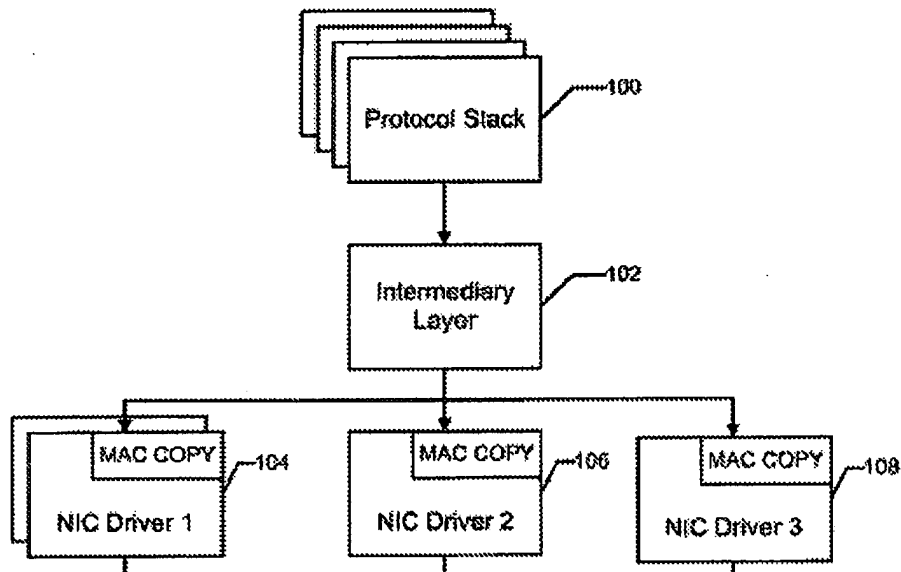 Protocol Stack
100
Intermediary
Layer
102
MAC COPY
104
MAC COPY
106
MAC COPY
108
NIC Driver 1
NIC Driver 2
NIC Driver 3